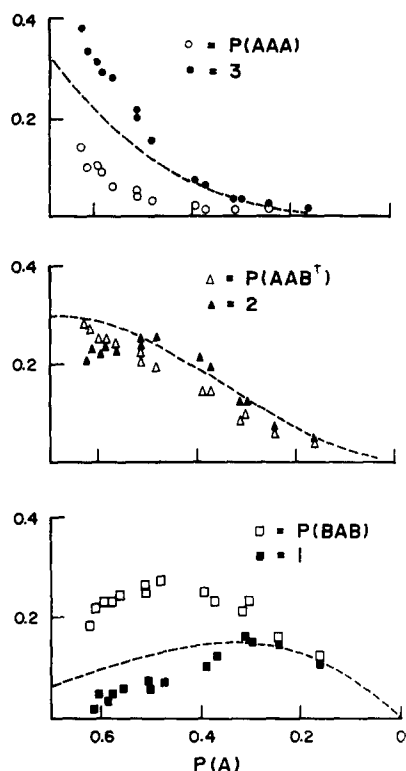 0.4
○ = P(AAA)
● = 3
0.2
0.4
△ = P(AAB†)
▲ = 2
0.2
0.4
□ = P(BAB)
■ = 1
0.2
0.6 0.4 0.2 0
P(A)